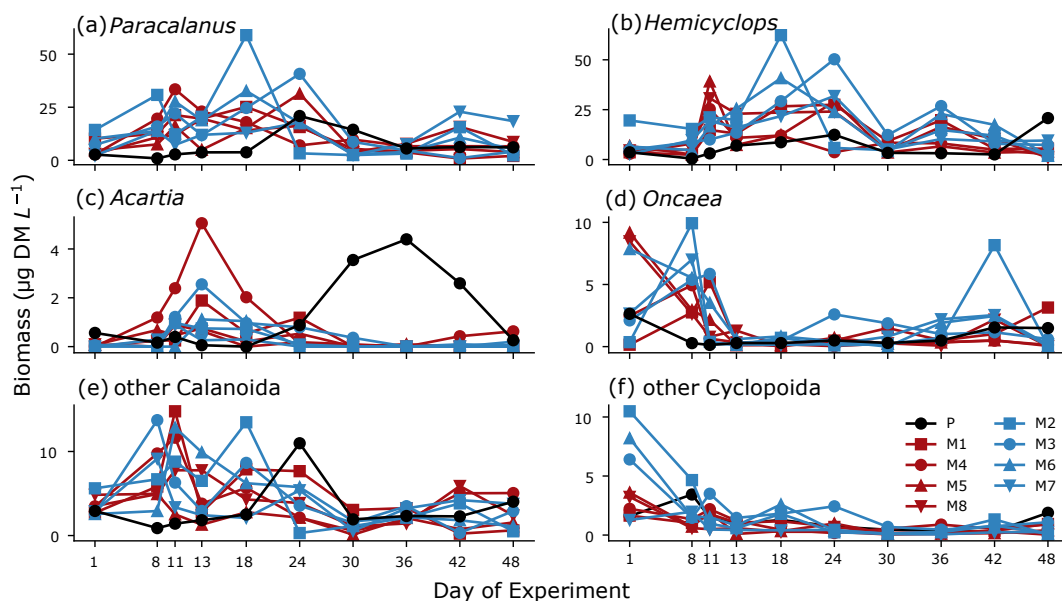 (a) Paracalanus
(b) Hemicyclops
50
25
0
50
25
0
(c) Acartia
(d) Oncaea
4
2
0
10
5
0
Biomass (μg DM L⁻¹)
(e) other Calanoida
(f) other Cyclopoida
10
0
10
5
0
P
M1
M4
M5
M8
M2
M3
M6
M7
1 8 11 13 18 24 30 36 42 48
1 8 11 13 18 24 30 36 42 48
Day of Experiment